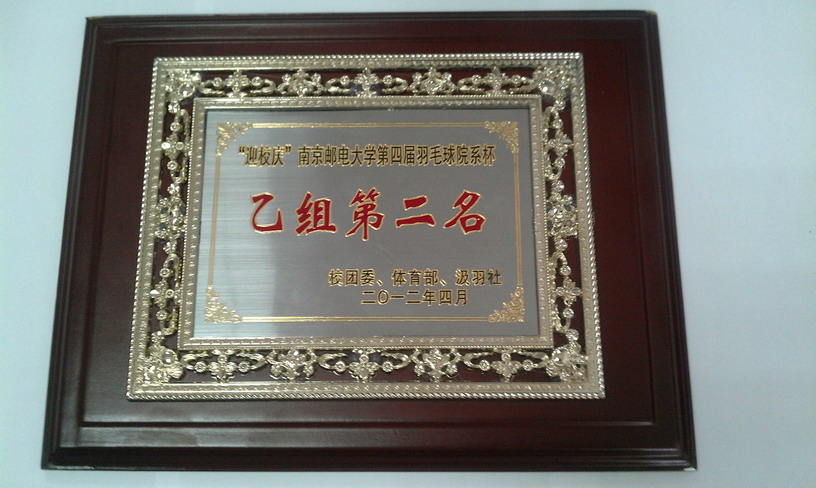 “迎校庆”南京邮电大学第四届羽毛球院系杯
乙组第二名
校团委、体育部、汲羽社
二〇一二年四月